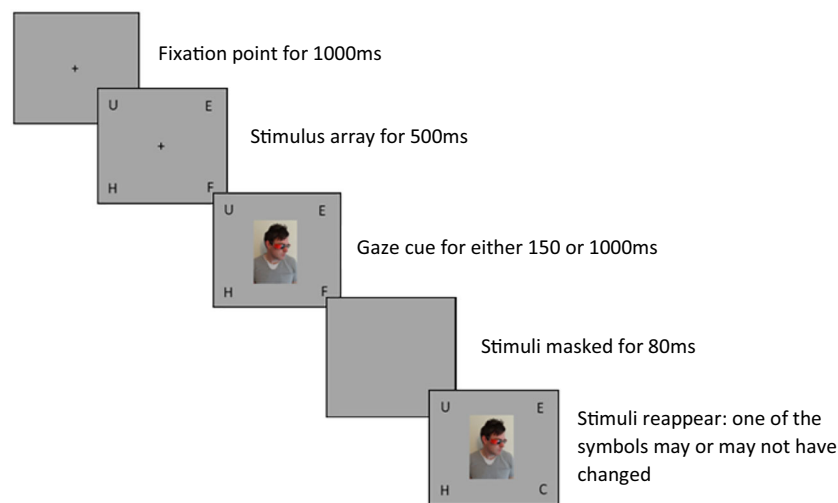 Fixation point for 1000ms
+
U E
Stimulus array for 500ms
+
H F
U E
Gaze cue for either 150 or 1000ms
H F
Stimuli masked for 80ms
U E
Stimuli reappear: one of the
symbols may or may not have
changed
H C